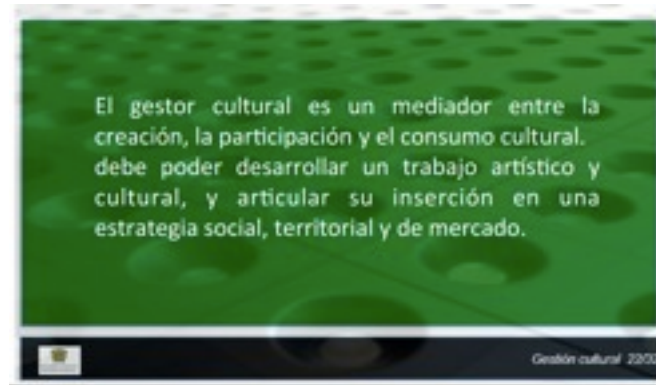 El gestor cultural es un mediador entre la
creación, la participación y el consumo cultural.
debe poder desarrollar un trabajo artístico y
cultural, y articular su inserción en una
estrategia social, territorial y de mercado.
Gestión cultural